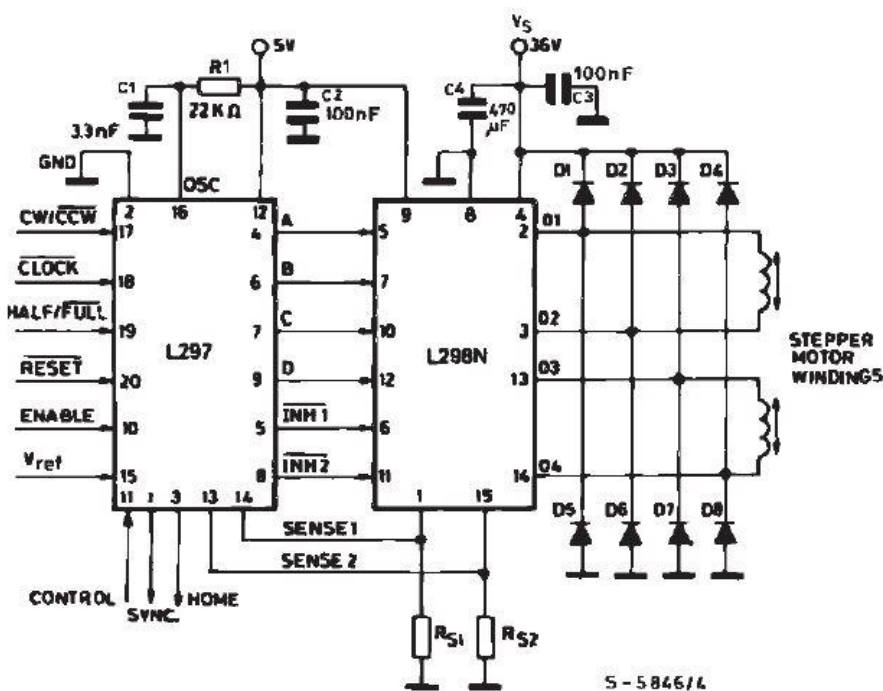 Vs
5V
36V
R1
22KΩ
C1
3.3nF
C2
100nF
C4
470
µF
100nF
C3
GND
OSC
2
16
12
9
8
4
D1
D2
D3
D4
CW/CCW
17
4
A
5
2
O1
CLOCK
18
6
B
7
HALF/FULL
19
7
C
10
3
O2
L297
L298N
STEPPER
MOTOR
WINDINGS
RESET
20
9
D
12
13
O3
ENABLE
10
5
INH 1
6
Vref
15
8
INH 2
11
14
O4
11
1
3
13
14
1
15
D5
D6
D7
D8
SENSE 1
SENSE 2
CONTROL
SYNC.
HOME
RS1
RS2
S-5846/4